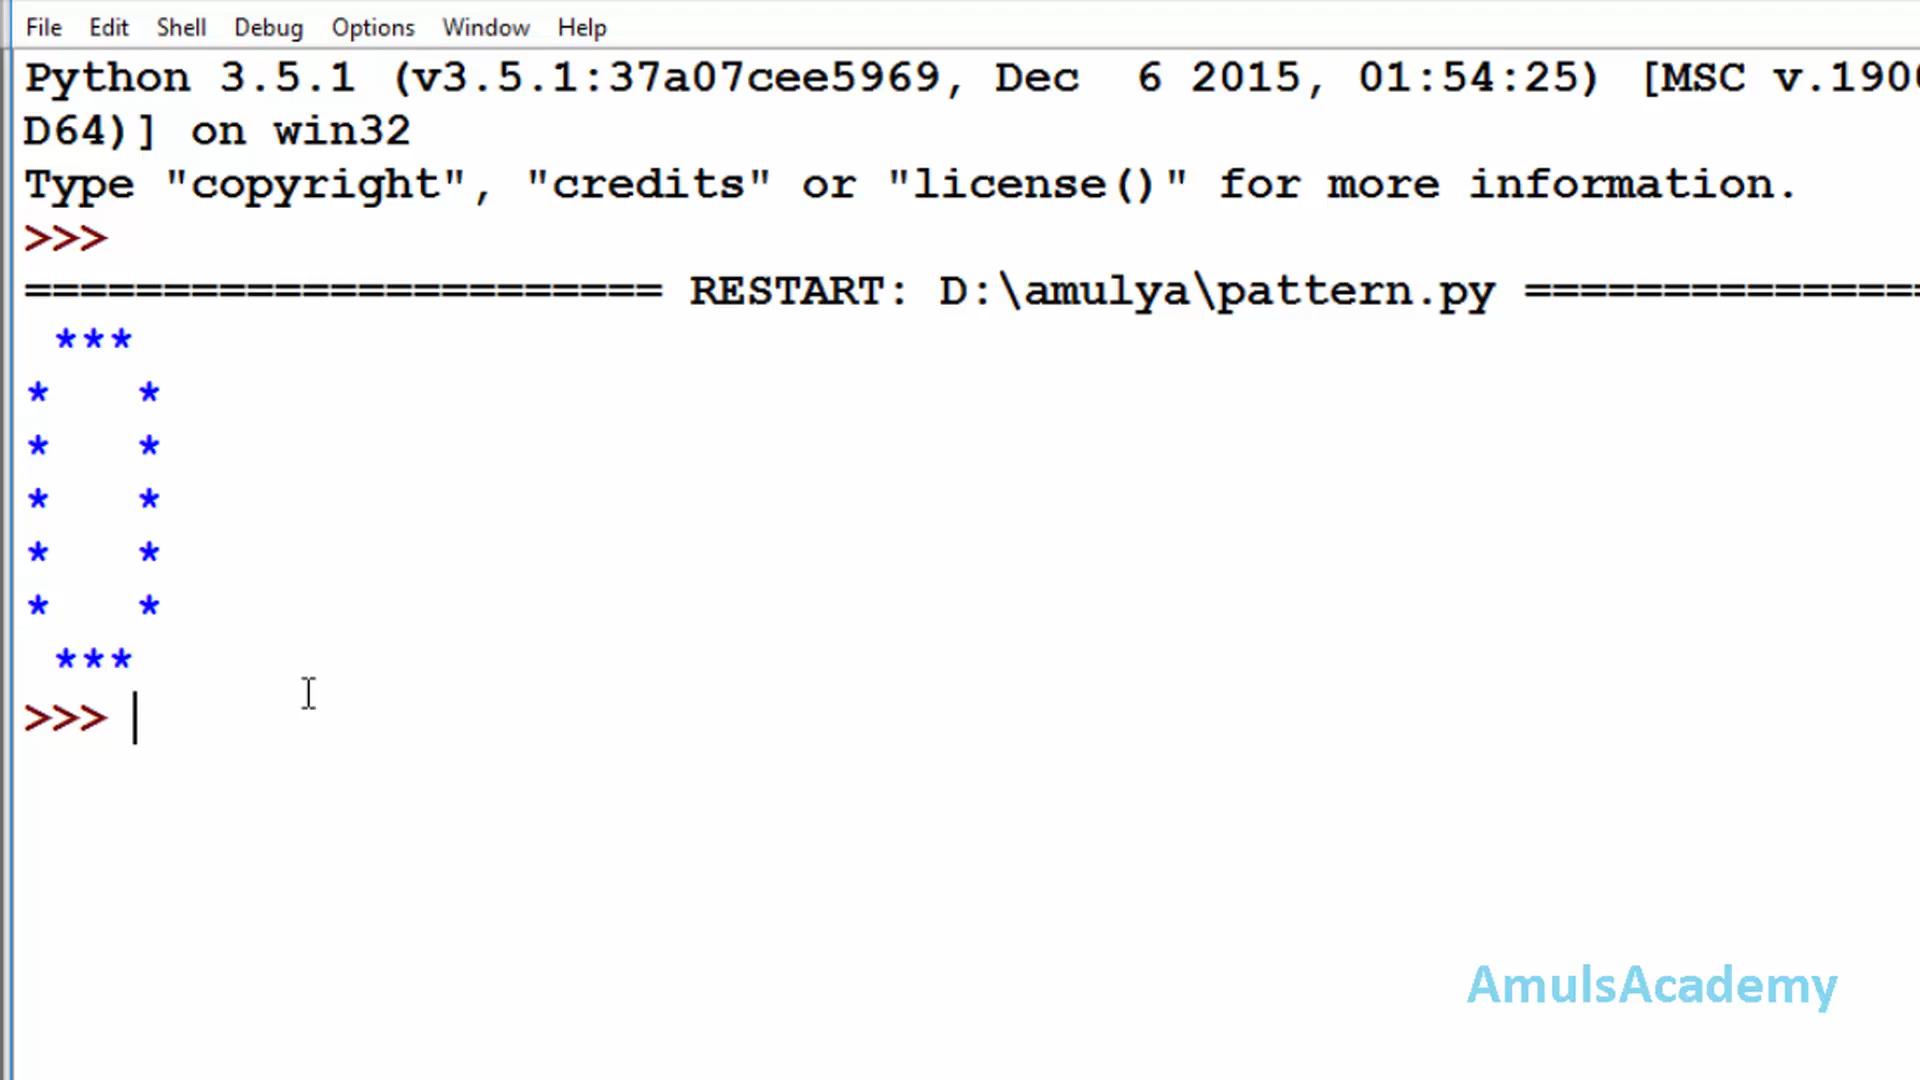 File Edit Shell Debug Options Window Help
Python 3.5.1 (v3.5.1:37a07cee5969, Dec  6 2015, 01:54:25) [MSC v.190
D64)] on win32
Type "copyright", "credits" or "license()" for more information.
>>>
======================= RESTART: D:\amulya\pattern.py ===============
 ***
*   *
*   *
*   *
*   *
*   *
 ***
>>>
AmulsAcademy